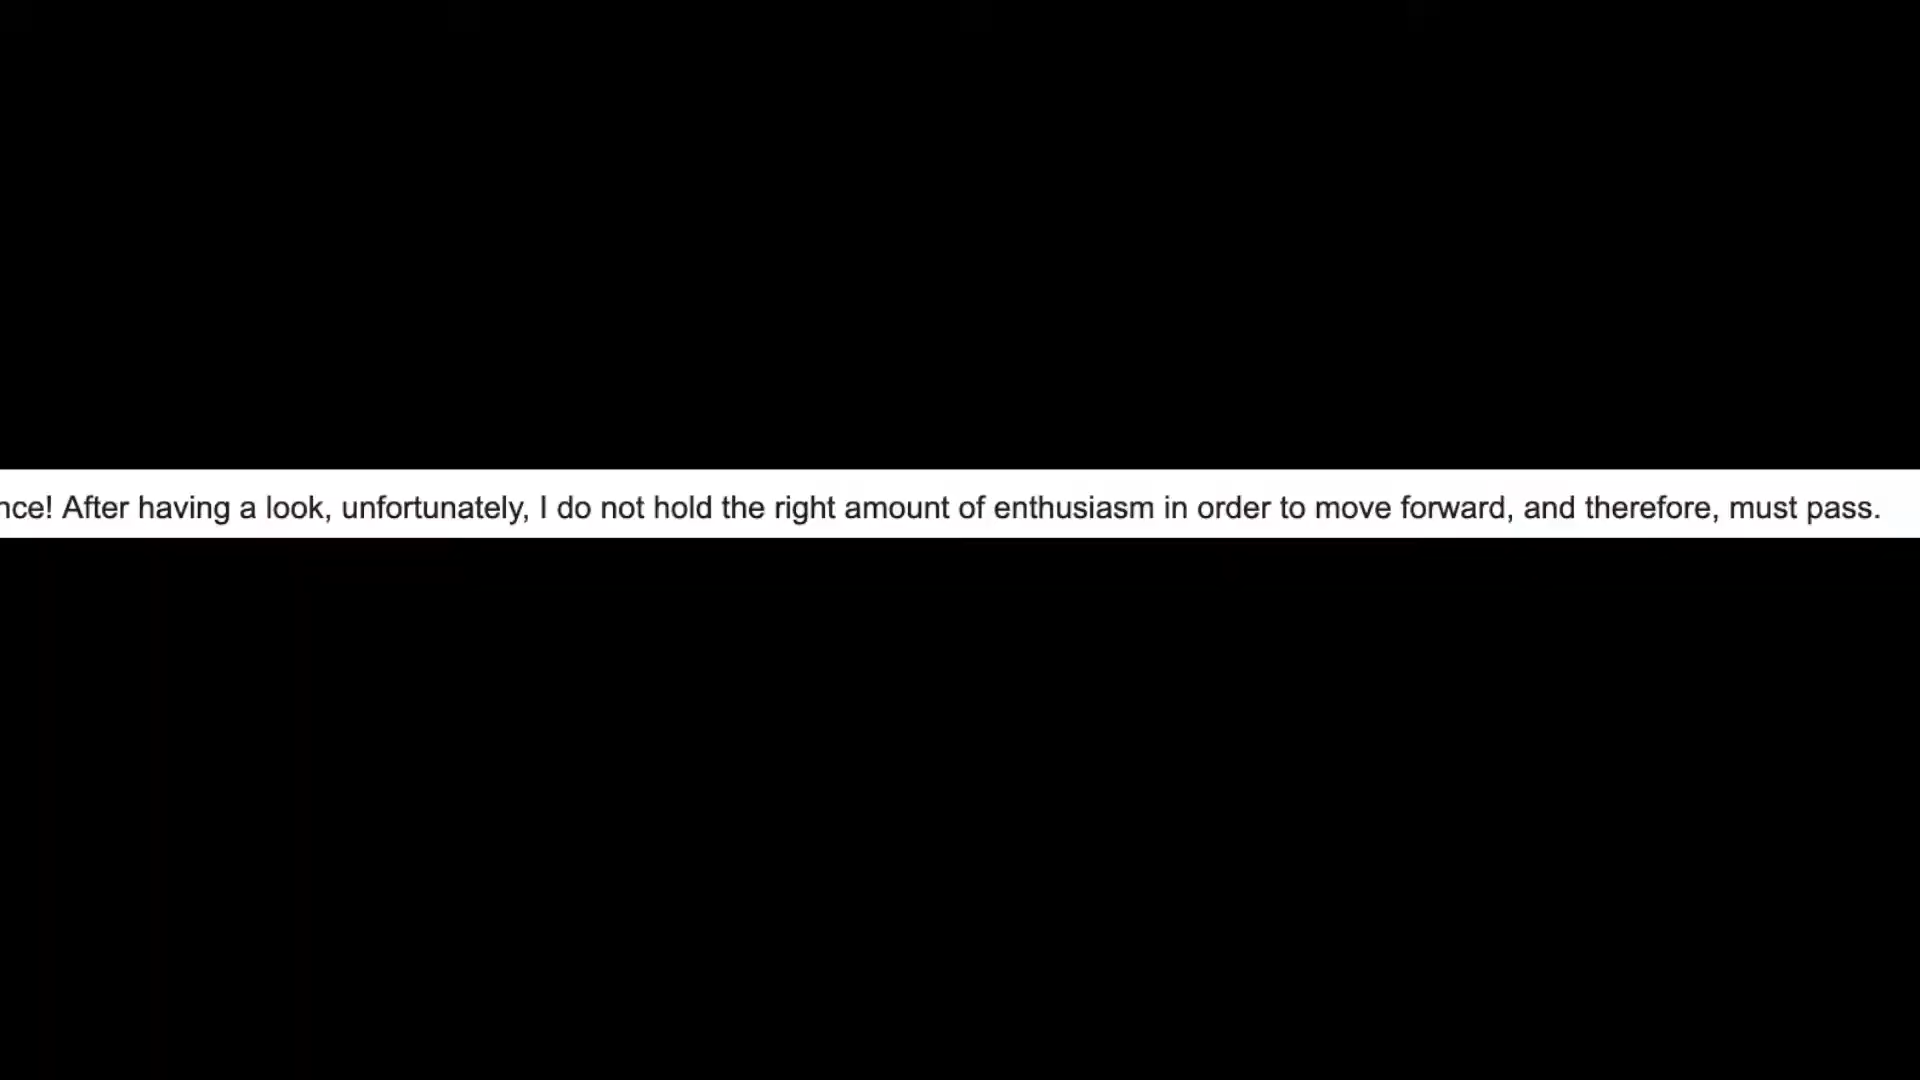 nce! After having a look, unfortunately, I do not hold the right amount of enthusiasm in order to move forward, and therefore, must pass.